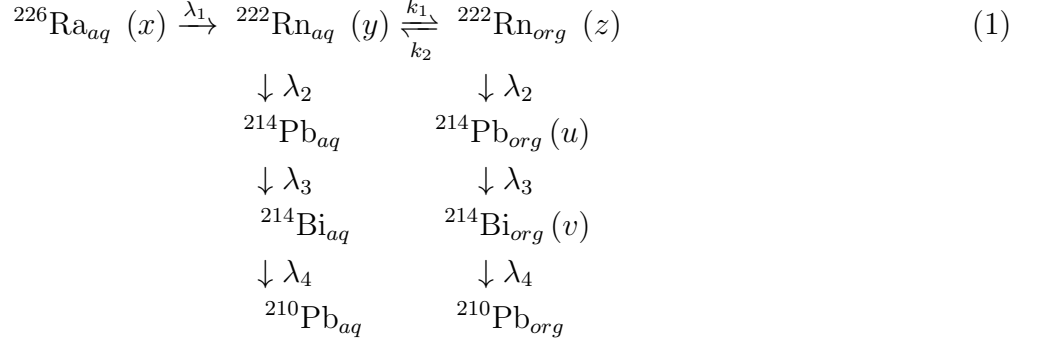 ²²⁶Ra_aq (x) —λ₁→ ²²²Rn_aq (y) k₁ ⇌ k₂ ²²²Rn_org (z) (1)
↓ λ₂ ↓ λ₂
²¹⁴Pb_aq ²¹⁴Pb_org (u)
↓ λ₃ ↓ λ₃
²¹⁴Bi_aq ²¹⁴Bi_org (v)
↓ λ₄ ↓ λ₄
²¹⁰Pb_aq ²¹⁰Pb_org